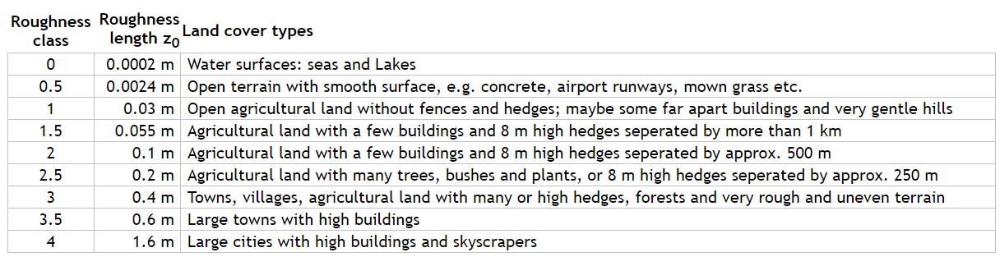 Roughness class Roughness length z0 Land cover types
0 0.0002 m Water surfaces: seas and Lakes
0.5 0.0024 m Open terrain with smooth surface, e.g. concrete, airport runways, mown grass etc.
1 0.03 m Open agricultural land without fences and hedges; maybe some far apart buildings and very gentle hills
1.5 0.055 m Agricultural land with a few buildings and 8 m high hedges seperated by more than 1 km
2 0.1 m Agricultural land with a few buildings and 8 m high hedges seperated by approx. 500 m
2.5 0.2 m Agricultural land with many trees, bushes and plants, or 8 m high hedges seperated by approx. 250 m
3 0.4 m Towns, villages, agricultural land with many or high hedges, forests and very rough and uneven terrain
3.5 0.6 m Large towns with high buildings
4 1.6 m Large cities with high buildings and skyscrapers